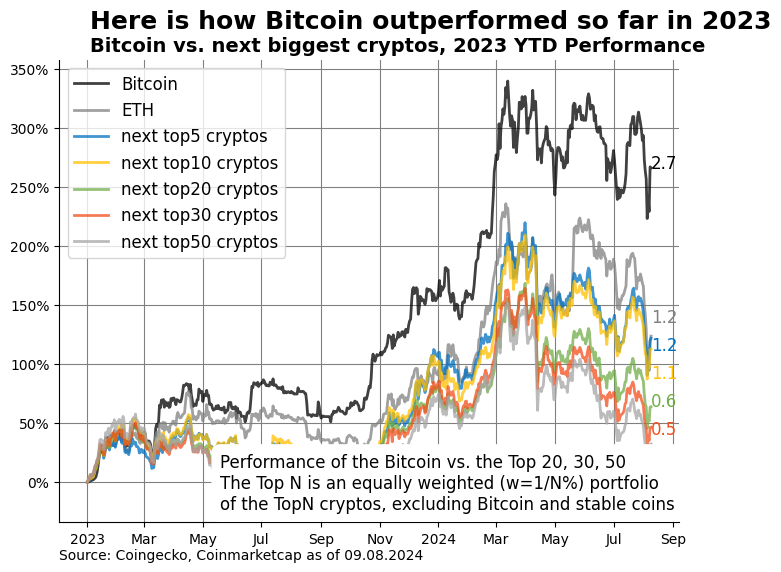 Here is how Bitcoin outperformed so far in 2023
Bitcoin vs. next biggest cryptos, 2023 YTD Performance
350%
300%
250%
200%
150%
100%
50%
0%
Bitcoin
ETH
next top5 cryptos
next top10 cryptos
next top20 cryptos
next top30 cryptos
next top50 cryptos
2.7
1.2
1.2
1.1
0.6
0.5
Performance of the Bitcoin vs. the Top 20, 30, 50
The Top N is an equally weighted (w=1/N%) portfolio
of the TopN cryptos, excluding Bitcoin and stable coins
2023 Mar May Jul Sep Nov 2024 Mar May Jul Sep
Source: Coingecko, Coinmarketcap as of 09.08.2024